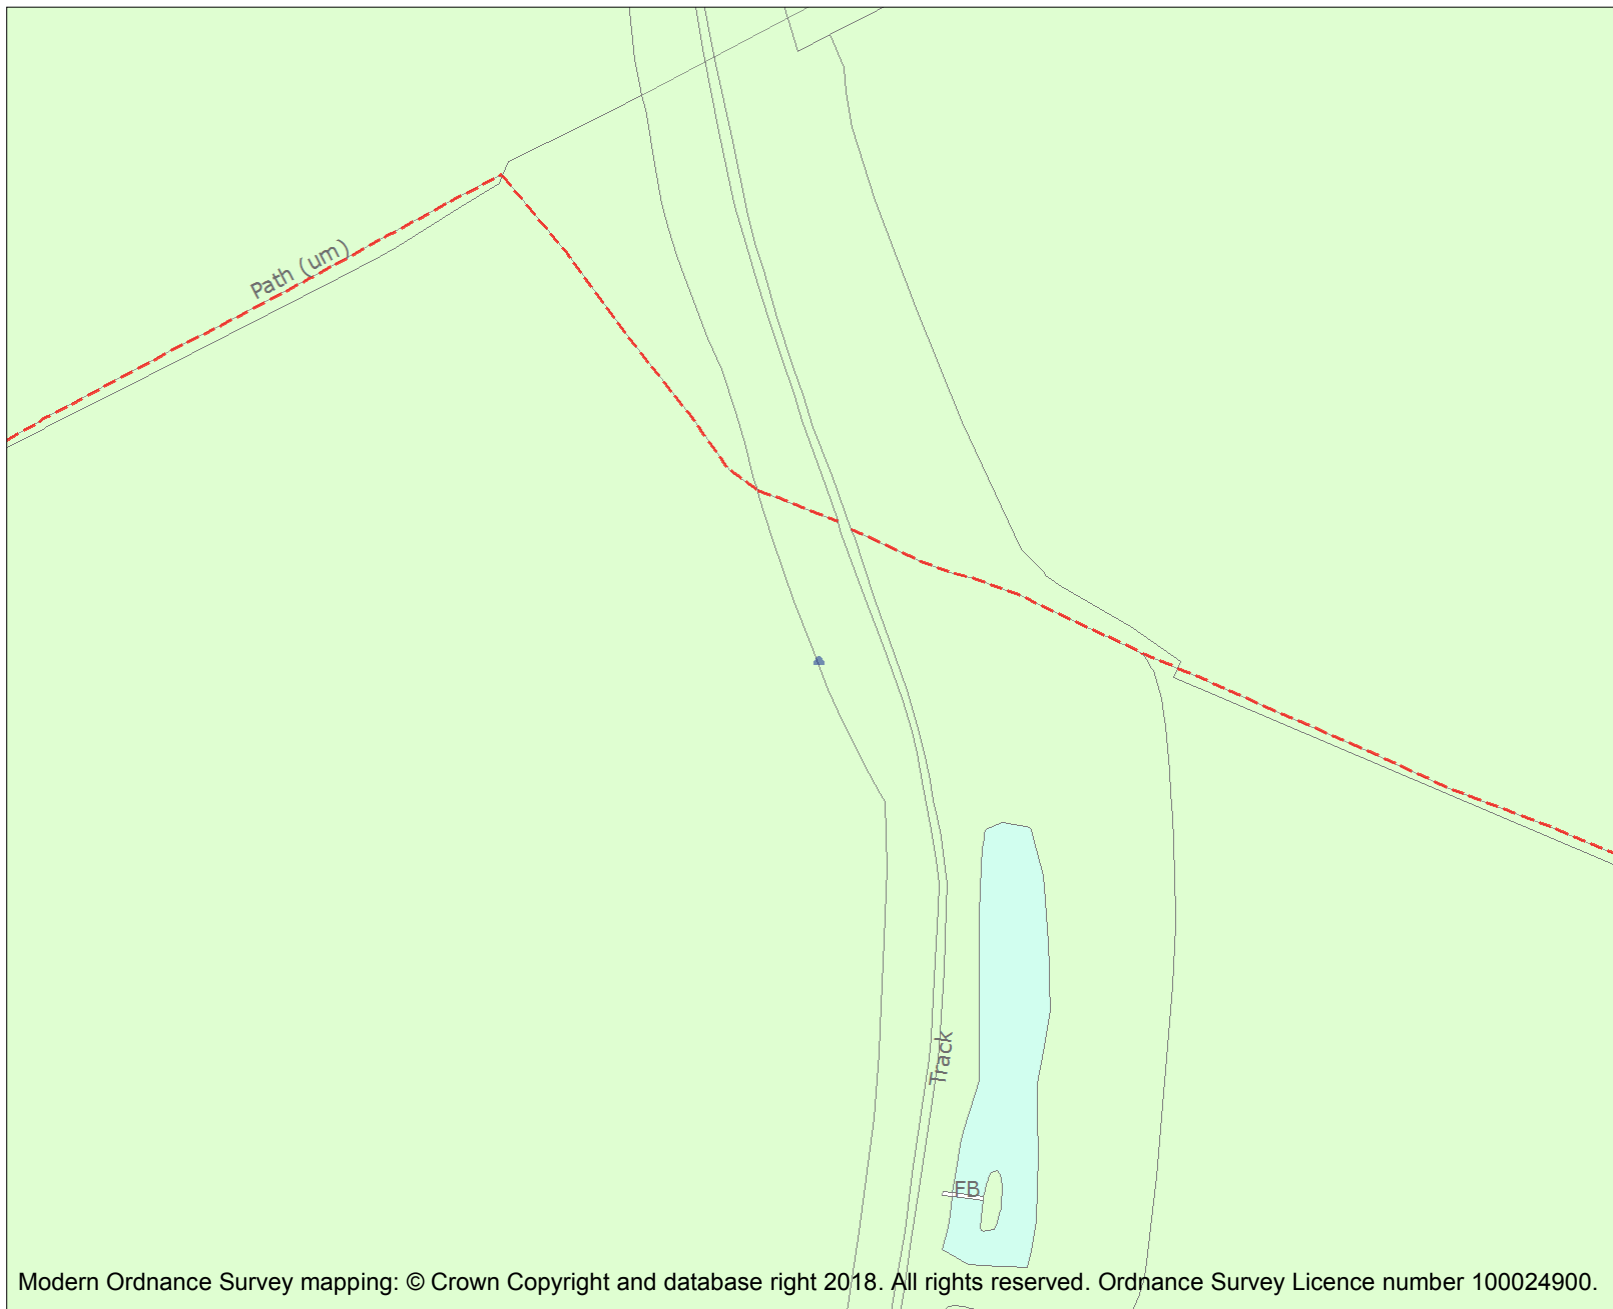 Path (um)
Track
FB
Modern Ordnance Survey mapping: © Crown Copyright and database right 2018. All rights reserved. Ordnance Survey Licence number 100024900.